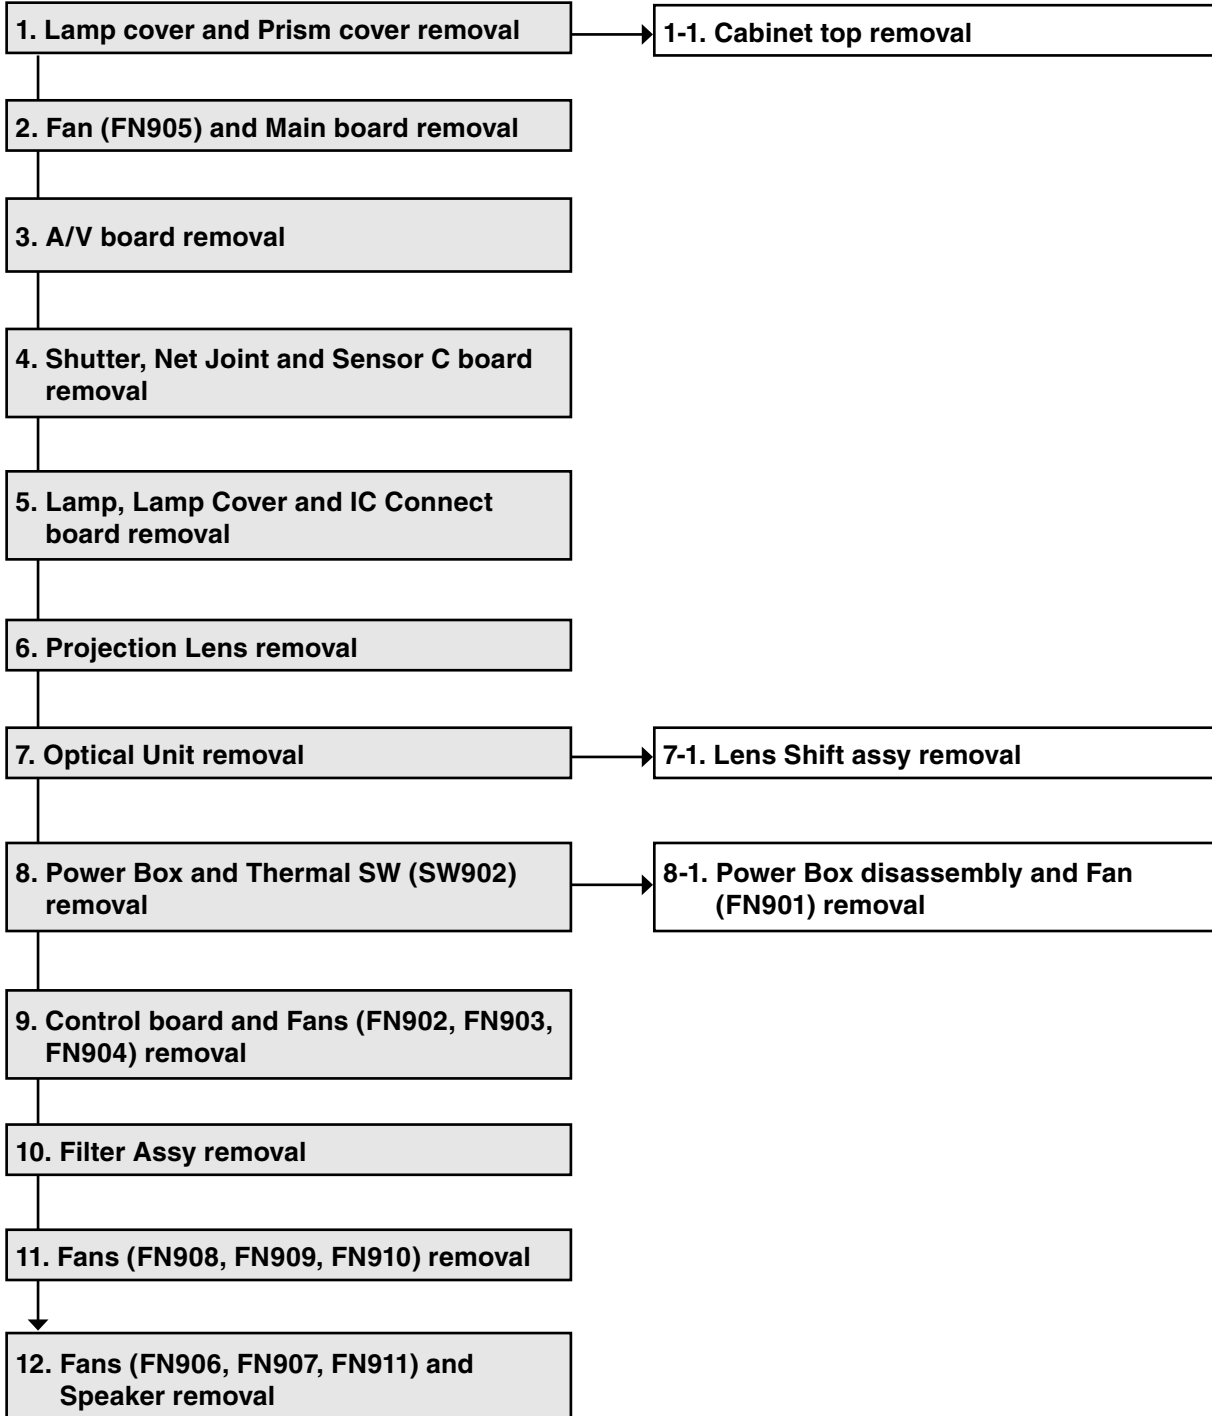 1. Lamp cover and Prism cover removal
1-1. Cabinet top removal
2. Fan (FN905) and Main board removal
3. A/V board removal
4. Shutter, Net Joint and Sensor C board
removal
5. Lamp, Lamp Cover and IC Connect
board removal
6. Projection Lens removal
7. Optical Unit removal
7-1. Lens Shift assy removal
8. Power Box and Thermal SW (SW902)
removal
8-1. Power Box disassembly and Fan
(FN901) removal
9. Control board and Fans (FN902, FN903,
FN904) removal
10. Filter Assy removal
11. Fans (FN908, FN909, FN910) removal
12. Fans (FN906, FN907, FN911) and
Speaker removal